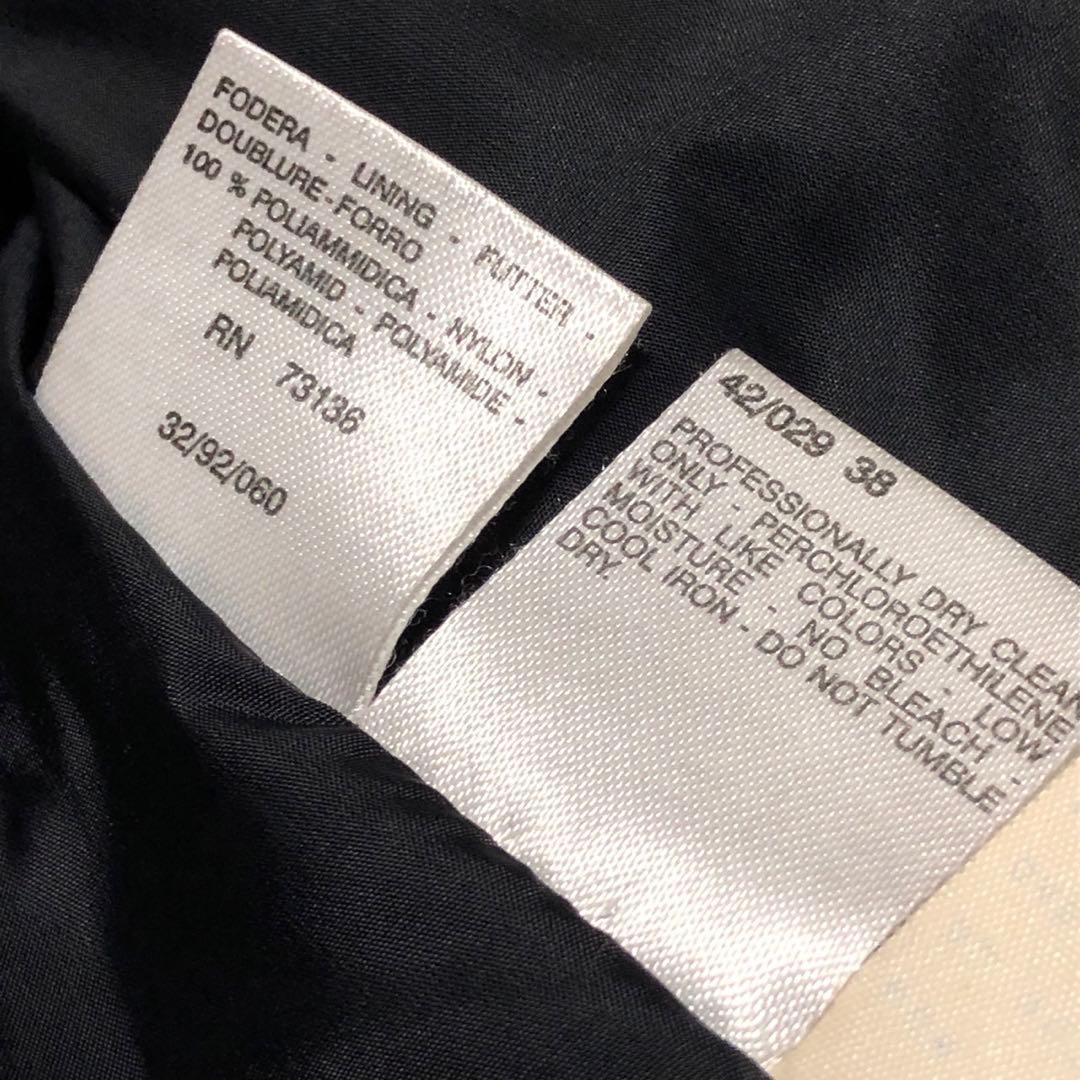 FODERA - LINING - FUTTER -
DOUBLURE-FORRO
100 % POLIAMMIDICA - NYLON -
POLYAMID - POLYAMIDE -
POLIAMIDICA
RN 73136
32/92/060
42/029 38
PROFESSIONALLY DRY CLEAN
ONLY - PERCHLOROETHILENE
WITH LIKE COLORS - LOW
MOISTURE - NO BLEACH -
COOL IRON - DO NOT TUMBLE
DRY.